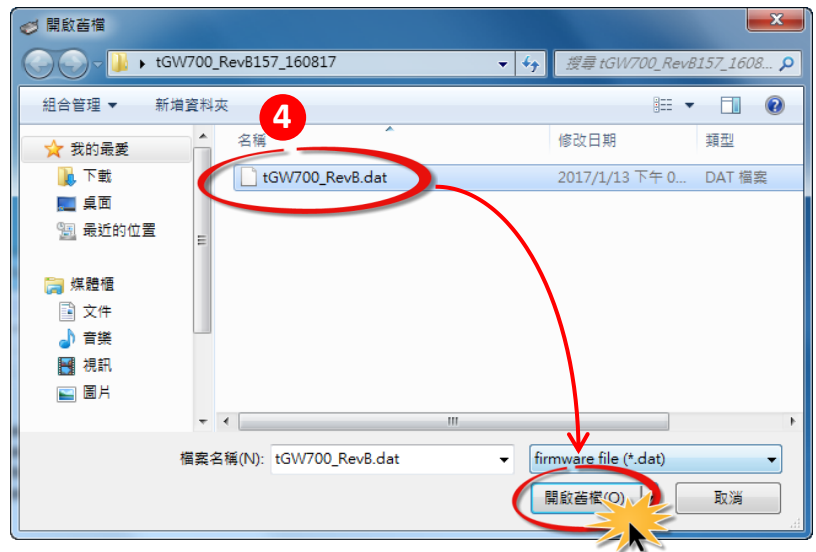 開啟舊檔
tGW700_RevB157_160817
搜尋 tGW700_RevB157_1608...
組合管理
新增資料夾
4
名稱
修改日期
類型
我的最愛
tGW700_RevB.dat
2017/1/13 下午 0...
DAT 檔案
下載
桌面
最近的位置
媒體櫃
文件
音樂
視訊
圖片
檔案名稱(N):
tGW700_RevB.dat
firmware file (*.dat)
開啟舊檔(O)
取消